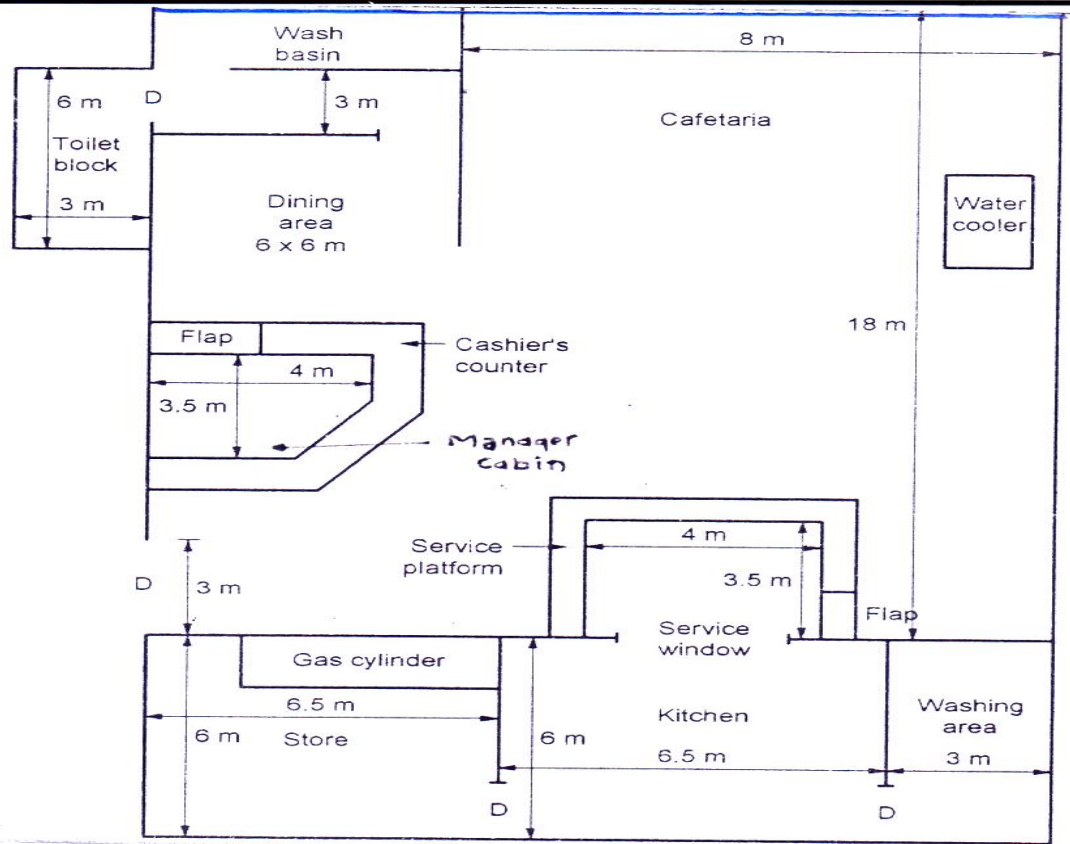 Wash
basin
8 m
6 m
D
3 m
Cafetaria
Toilet
block
3 m
Dining
area
6 x 6 m
Water
cooler
18 m
Flap
Cashier's
counter
4 m
3.5 m
Manager
cabin
Service
platform
4 m
3.5 m
D
3 m
Flap
Service
window
Gas cylinder
6.5 m
Kitchen
Washing
area
6 m
Store
6 m
6.5 m
3 m
D
D